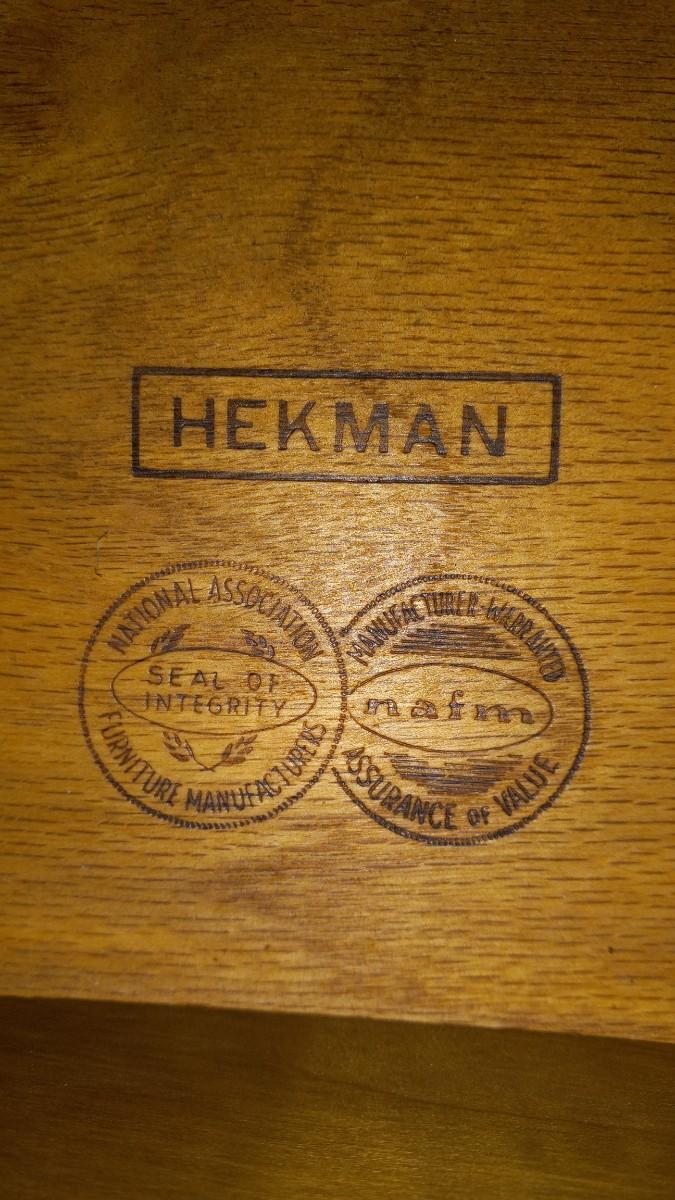 HEKMAN
NATIONAL ASSOCIATION
SEAL OF
INTEGRITY
FURNITURE MANUFACTURERS
MANUFACTURER-WARRANTED
nafm
ASSURANCE OF VALUE